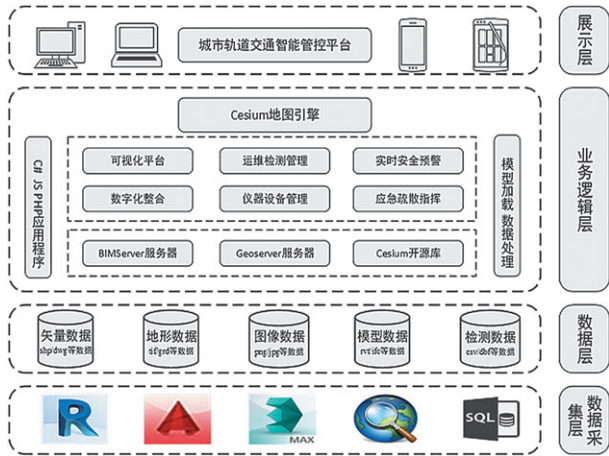 城市轨道交通智能管控平台
展示层
Cesium地图引擎
C# JS PHP应用程序
可视化平台
运维检测管理
实时安全预警
数字化整合
仪器设备管理
应急疏散指挥
BIMServer服务器
Geoserver服务器
Cesium开源库
模型加载 数据处理
业务逻辑层
矢量数据
shp/dwg等数据
地形数据
tif/grd等数据
图像数据
png/jpg等数据
模型数据
rvt/ifc等数据
检测数据
csv/dbf等数据
数据层
R
A
MAX
SQL
数据采
集层